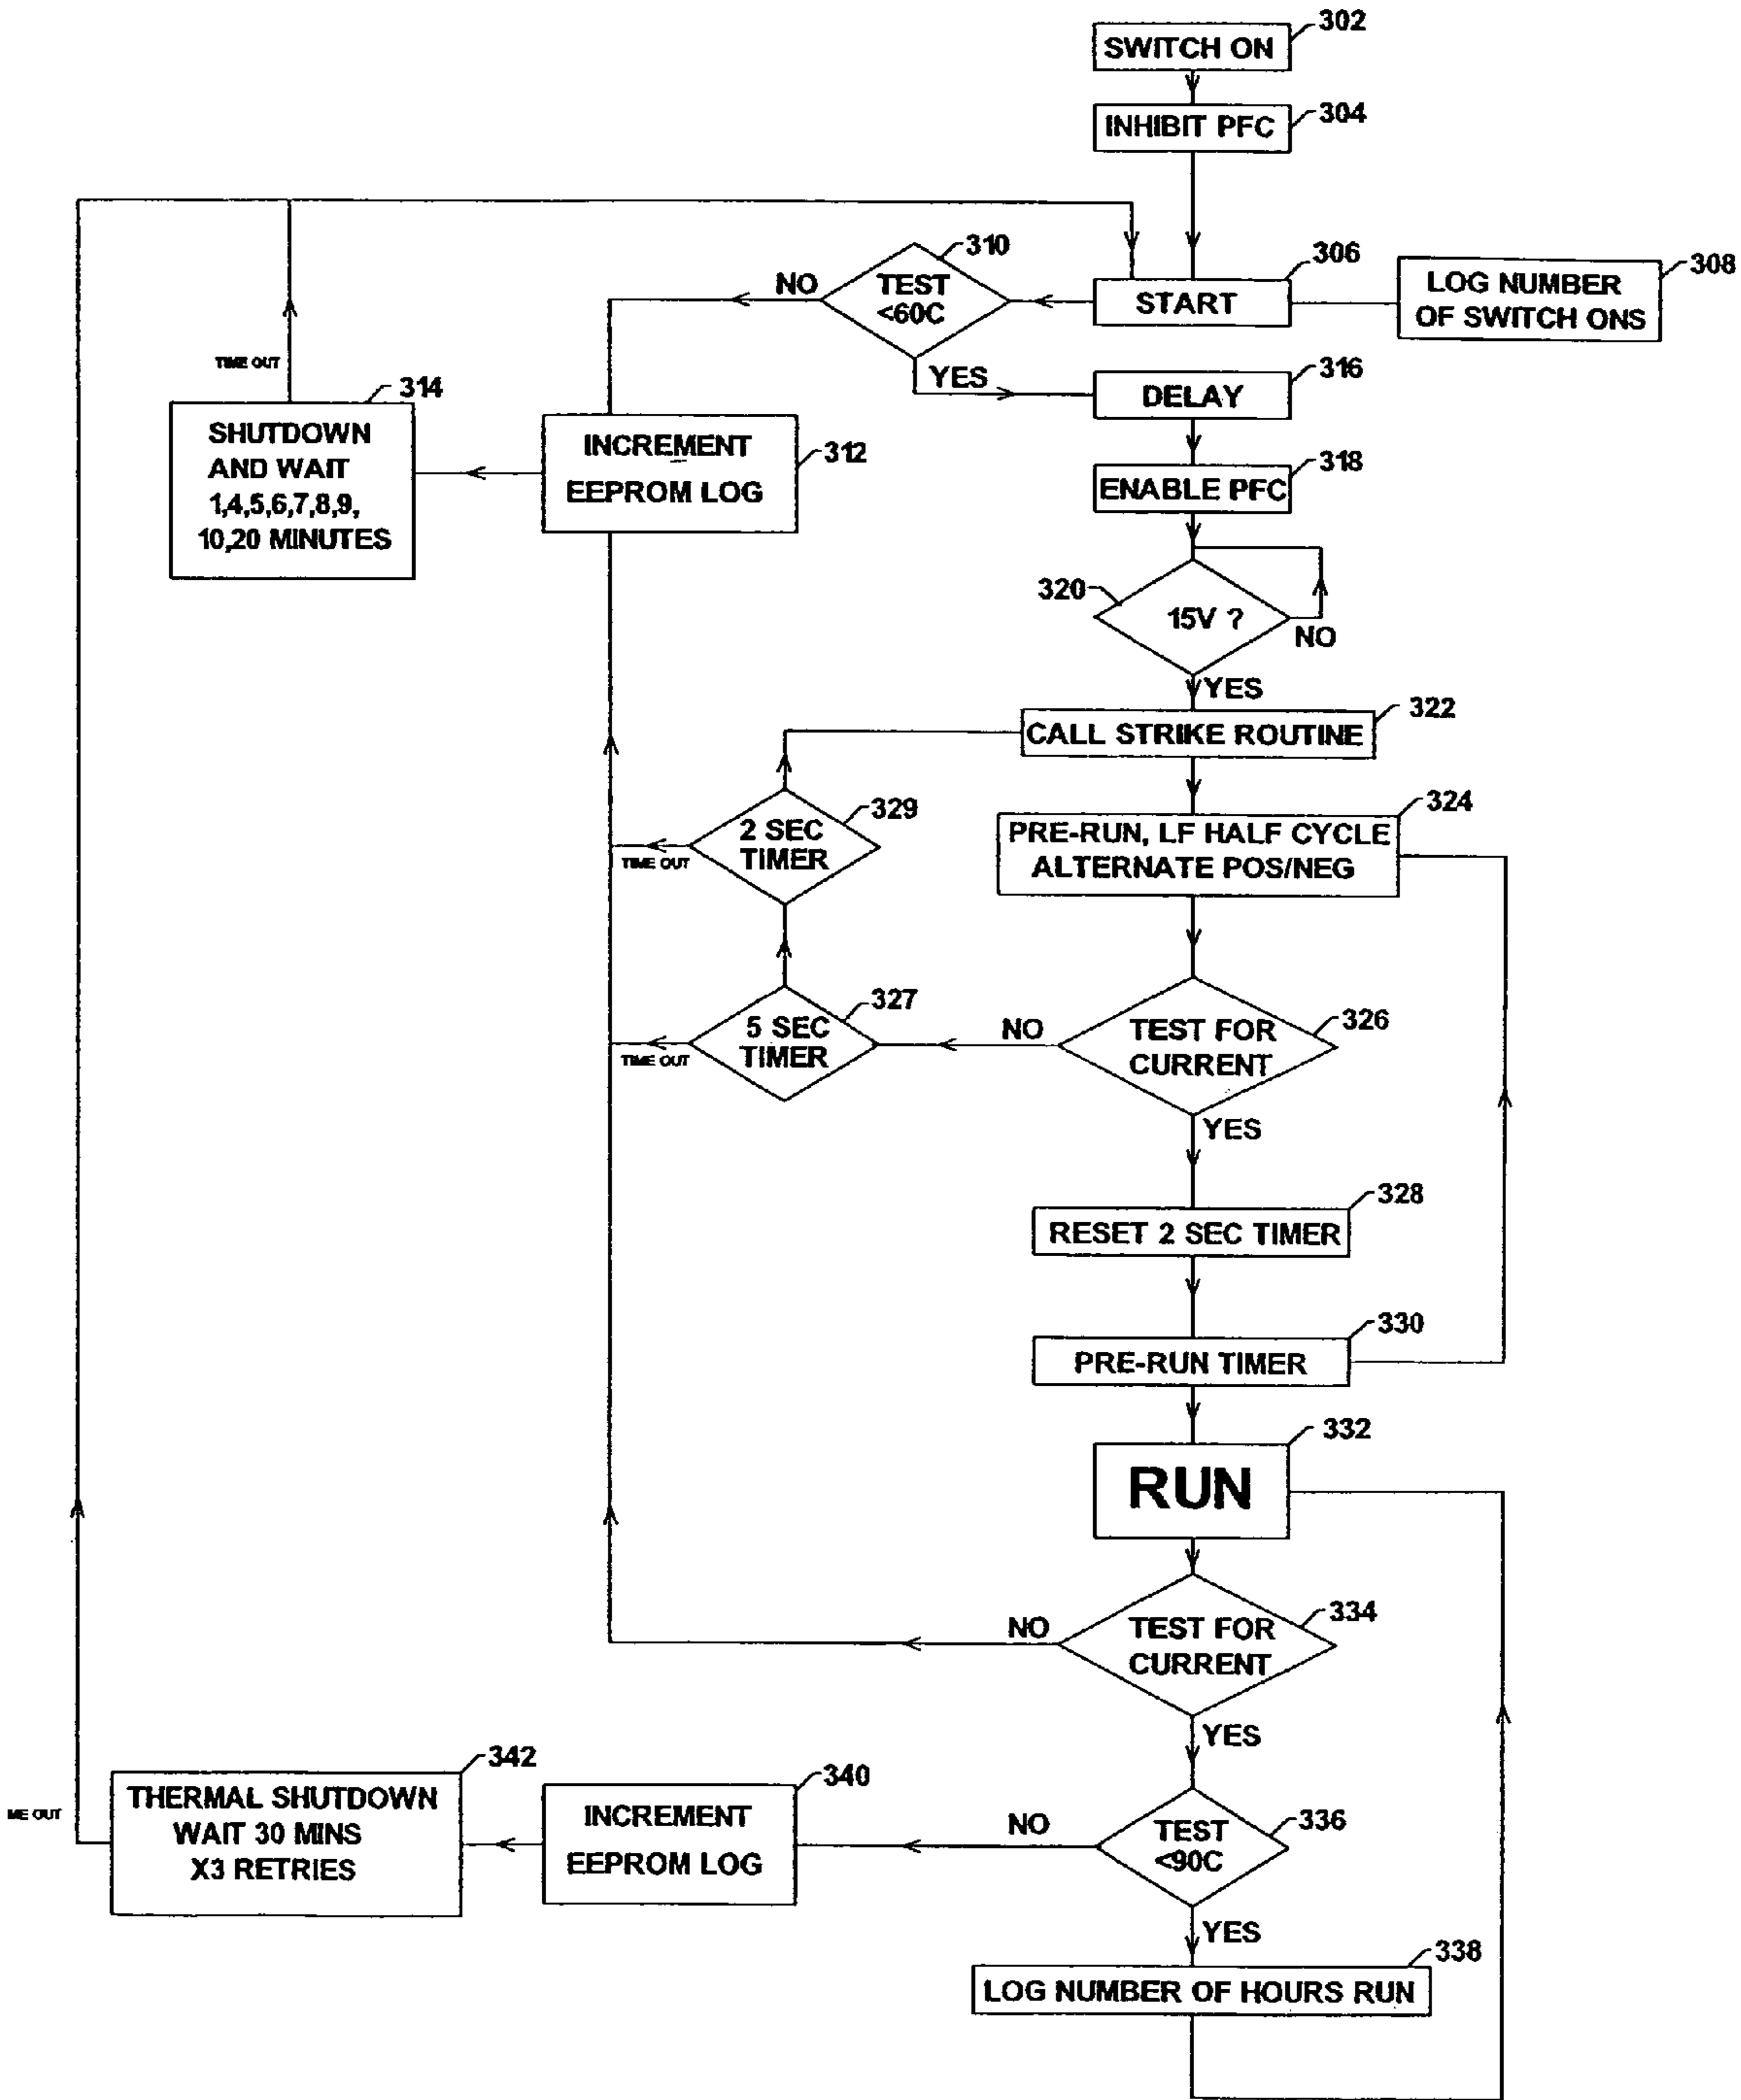 302
SWITCH ON
304
INHIBIT PFC
310
306
308
NO
TEST
<60C
START
LOG NUMBER
OF SWITCH ONS
TIME OUT
YES
316
DELAY
314
SHUTDOWN
AND WAIT
1,4,5,6,7,8,9,
10,20 MINUTES
INCREMENT
EEPROM LOG
312
318
ENABLE PFC
320
15V ?
NO
YES
322
CALL STRIKE ROUTINE
329
2 SEC
TIMER
TIME OUT
324
PRE-RUN, LF HALF CYCLE
ALTERNATE POS/NEG
327
5 SEC
TIMER
TIME OUT
NO
326
TEST FOR
CURRENT
YES
328
RESET 2 SEC TIMER
330
PRE-RUN TIMER
332
RUN
334
NO
TEST FOR
CURRENT
YES
342
THERMAL SHUTDOWN
WAIT 30 MINS
X3 RETRIES
ME OUT
340
INCREMENT
EEPROM LOG
NO
336
TEST
<90C
YES
338
LOG NUMBER OF HOURS RUN